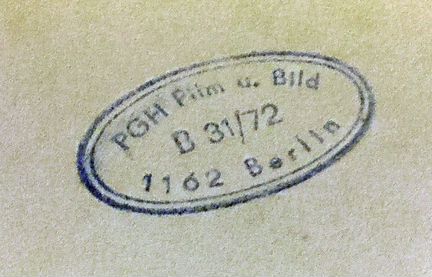 PGH Film u. Bild
B 31/72
1162 Berlin